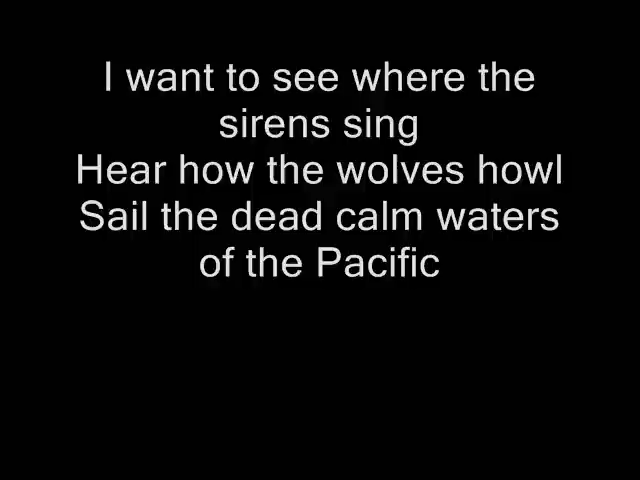 I want to see where the
sirens sing
Hear how the wolves howl
Sail the dead calm waters
of the Pacific